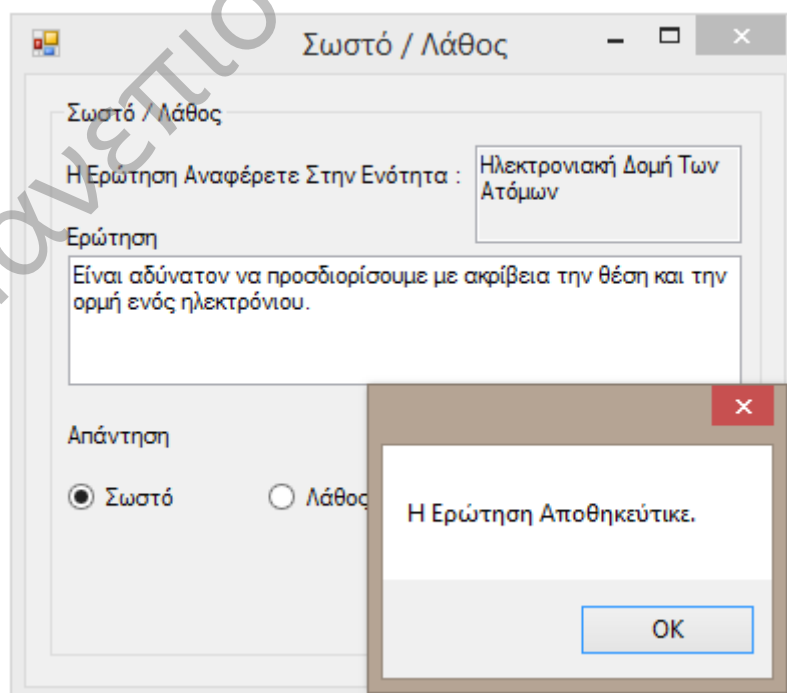 Σωστό / Λάθος
Σωστό / Λάθος
Η Ερώτηση Αναφέρετε Στην Ενότητα :
Ηλεκτρονιακή Δομή Των
Ατόμων
Ερώτηση
Είναι αδύνατον να προσδιορίσουμε με ακρίβεια την θέση και την
ορμή ενός ηλεκτρόνιου.
Απάντηση
Σωστό
Λάθος
Η Ερώτηση Αποθηκεύτικε.
OK